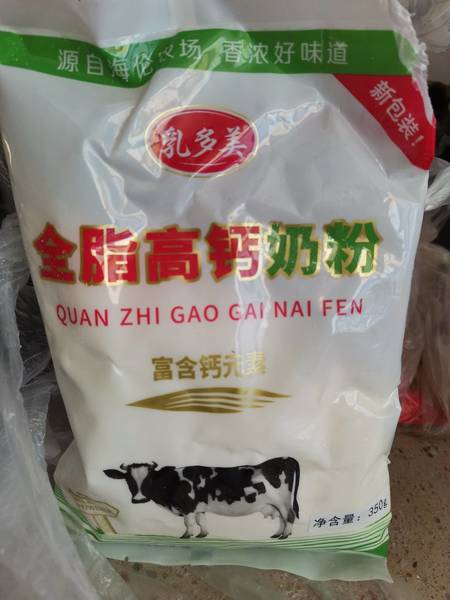 源自海伦农场 香浓好味道
新包装!
乳多美
全脂高钙奶粉
QUAN ZHI GAO GAI NAI FEN
富含钙元素
净含量：350g